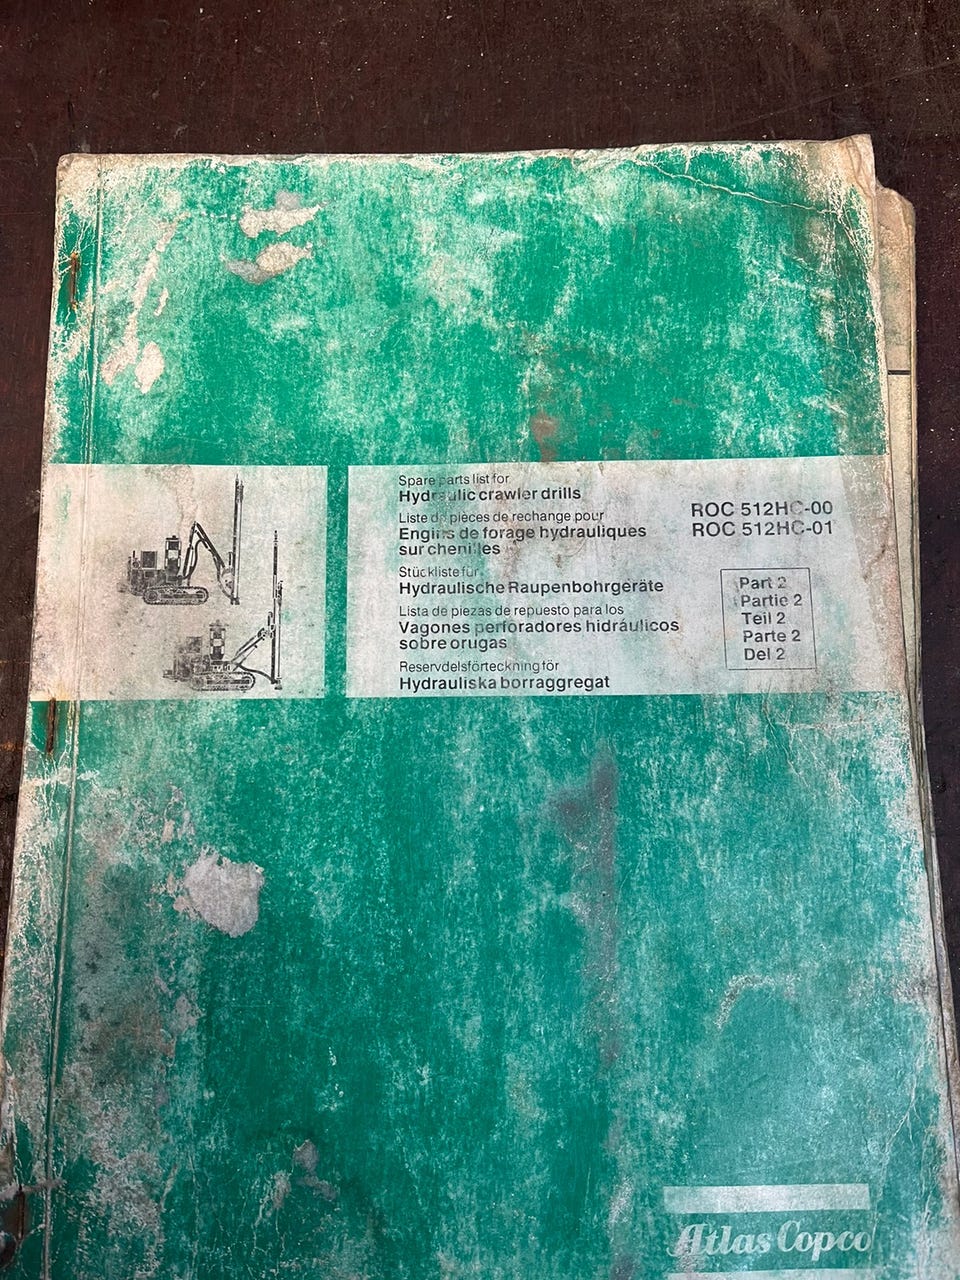 Spare parts list for
Hydraulic crawler drills
Liste de pièces de rechange pour
Engins de forage hydrauliques
sur chenilles
Stückliste für
Hydraulische Raupenbohrgeräte
Lista de piezas de repuesto para los
Vagones perforadores hidráulicos
sobre orugas
Reservdelsförteckning för
Hydrauliska borraggregat
ROC 512HC-00
ROC 512HC-01
Part 2
Partie 2
Teil 2
Parte 2
Del 2
Atlas Copco